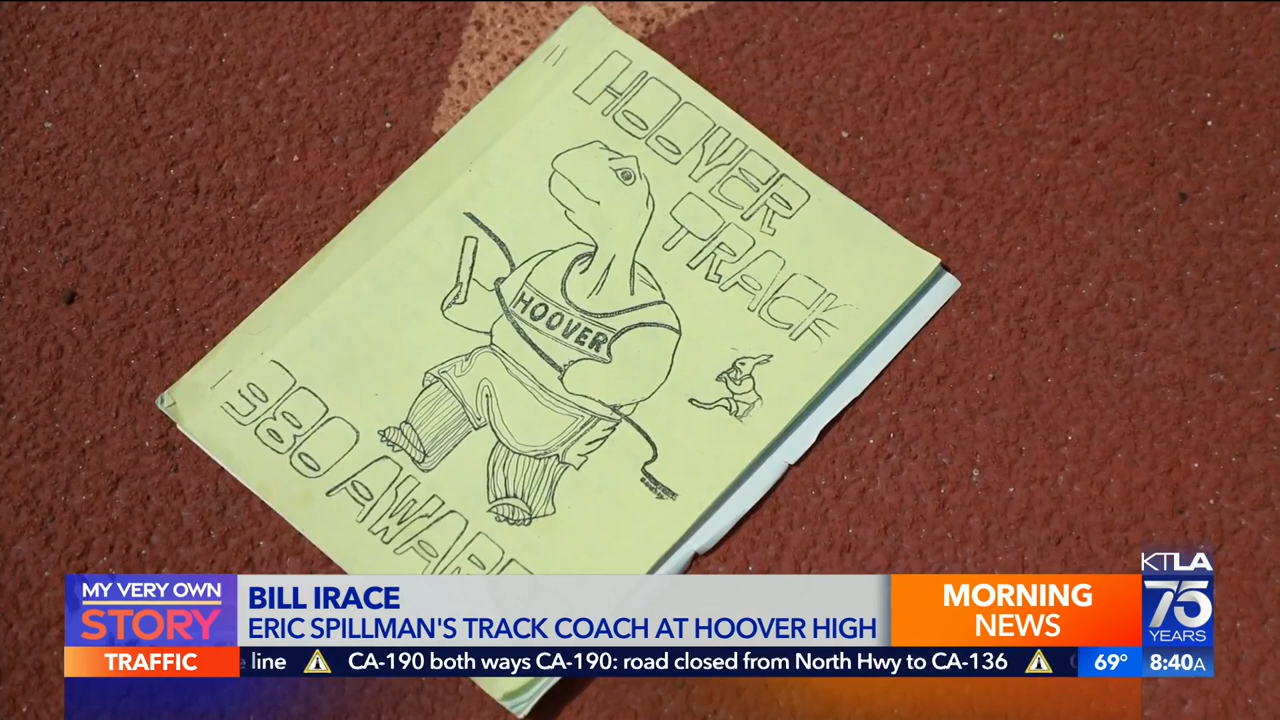 HOOVER
TRACK
HOOVER
380 AWARD
MY VERY OWN
STORY
BILL IRACE
ERIC SPILLMAN'S TRACK COACH AT HOOVER HIGH
MORNING
NEWS
KTLA
75
YEARS
TRAFFIC
line CA-190 both ways CA-190: road closed from North Hwy to CA-136
69°
8:40A